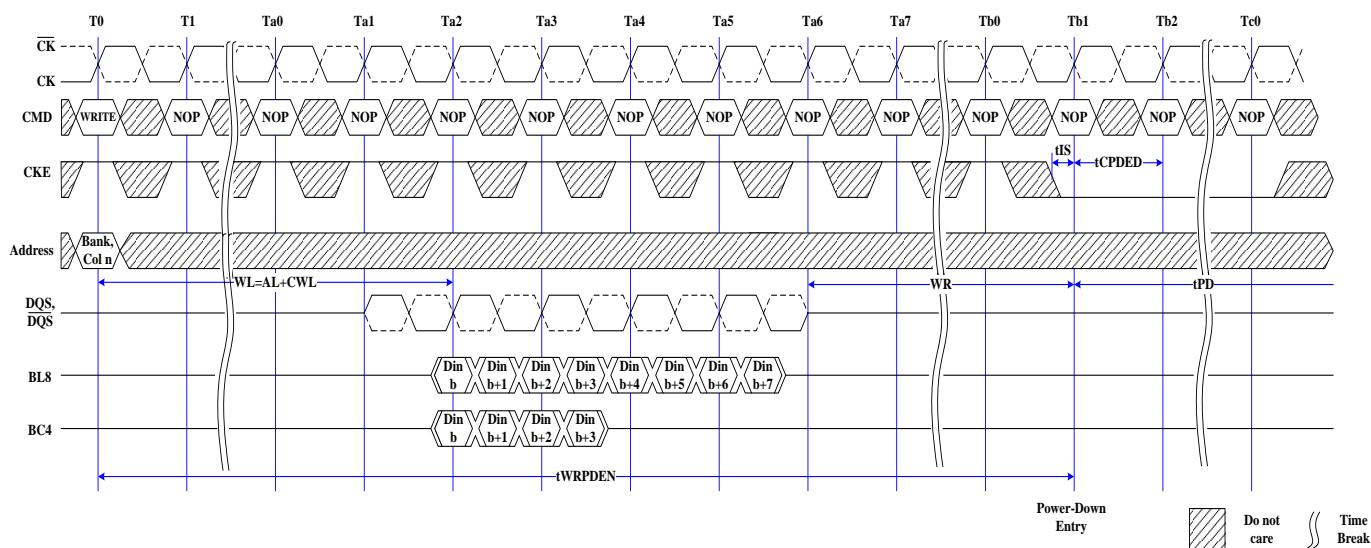 T0 T1 Ta0 Ta1 Ta2 Ta3 Ta4 Ta5 Ta6 Ta7 Tb0 Tb1 Tb2 Tc0
CK
CK
CMD WRITE NOP NOP NOP NOP NOP NOP NOP NOP NOP NOP NOP NOP NOP
tIS tCPDED
CKE
Address Bank,
Col n
WL=AL+CWL WR tPD
DQS,
DQS
BL8 Din Din Din Din Din Din Din Din
b b+1 b+2 b+3 b+4 b+5 b+6 b+7
BC4 Din Din Din Din
b b+1 b+2 b+3
tWRPDEN
Power-Down
Entry
Do not
care
Time
Break